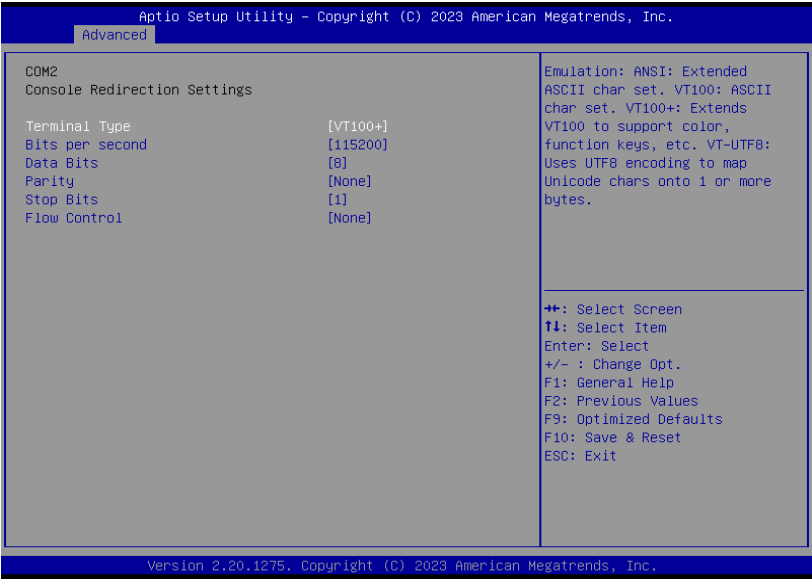 Aptio Setup Utility – Copyright (C) 2023 American Megatrends, Inc.
Advanced
COM2
Console Redirection Settings
Terminal Type [VT100+]
Bits per second [115200]
Data Bits [8]
Parity [None]
Stop Bits [1]
Flow Control [None]
Emulation: ANSI: Extended
ASCII char set. VT100: ASCII
char set. VT100+: Extends
VT100 to support color,
function keys, etc. VT-UTF8:
Uses UTF8 encoding to map
Unicode chars onto 1 or more
bytes.
→←: Select Screen
↑↓: Select Item
Enter: Select
+/- : Change Opt.
F1: General Help
F2: Previous Values
F9: Optimized Defaults
F10: Save & Reset
ESC: Exit
Version 2.20.1275. Copyright (C) 2023 American Megatrends, Inc.